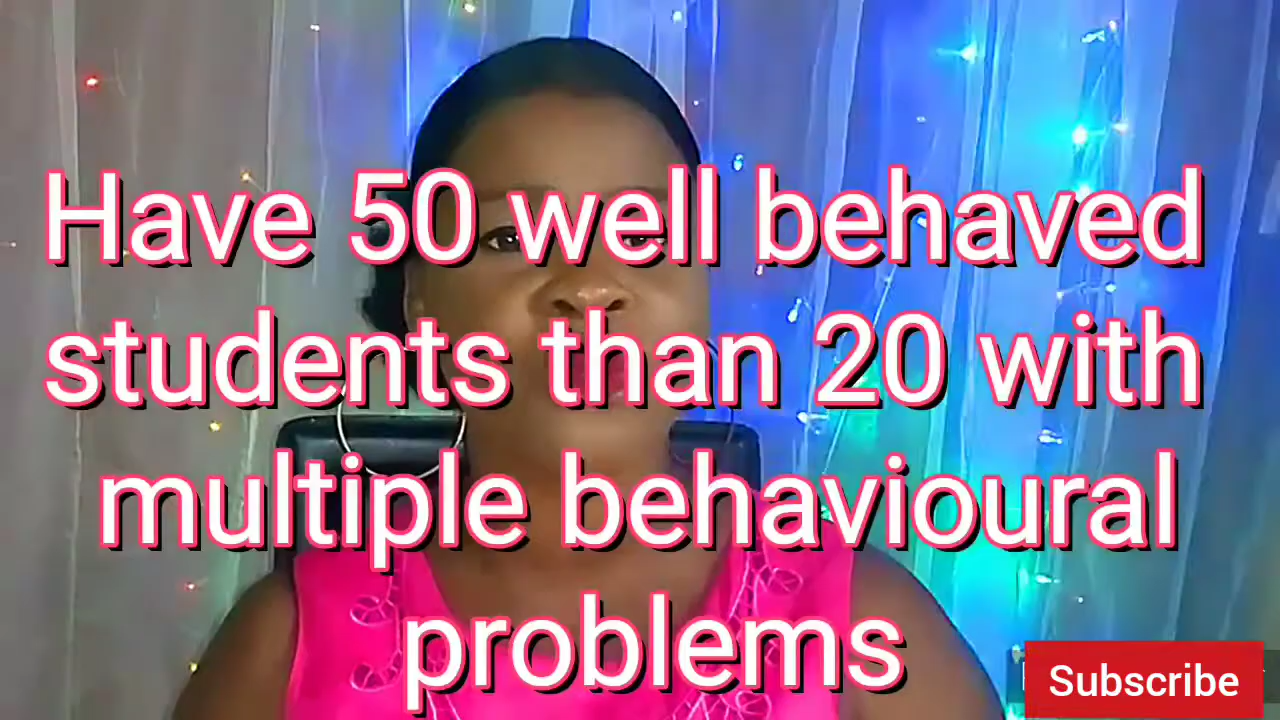 Have 50 well behaved
students than 20 with
multiple behavioural
problems
Subscribe